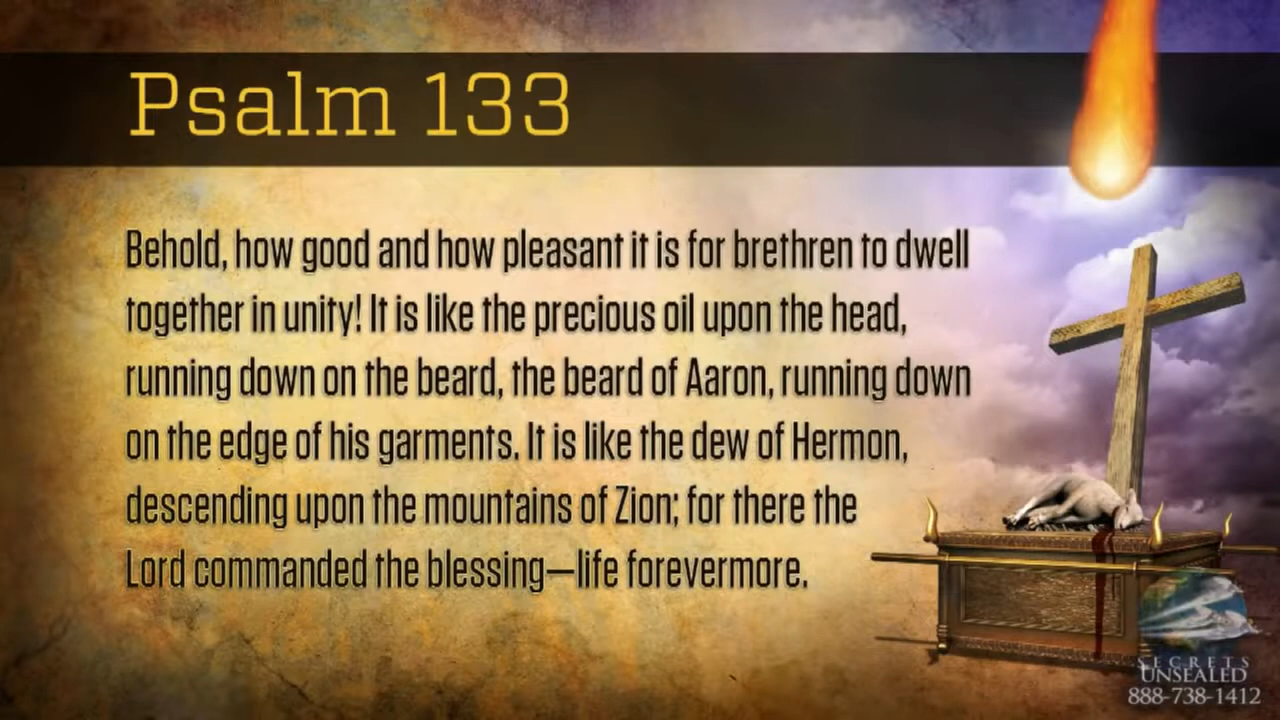 Psalm 133
Behold, how good and how pleasant it is for brethren to dwell
together in unity! It is like the precious oil upon the head,
running down on the beard, the beard of Aaron, running down
on the edge of his garments. It is like the dew of Hermon,
descending upon the mountains of Zion; for there the
Lord commanded the blessing—life forevermore.
SECRETS
UNSEALED
888-738-1412